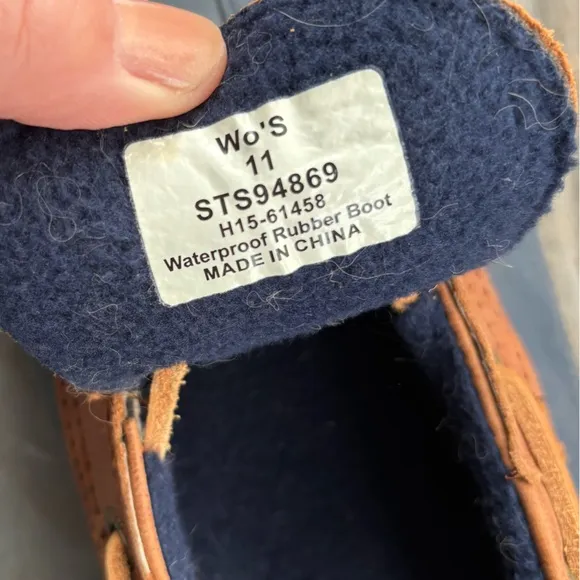 Wo'S
11
STS94869
H15-61458
Waterproof Rubber Boot
MADE IN CHINA